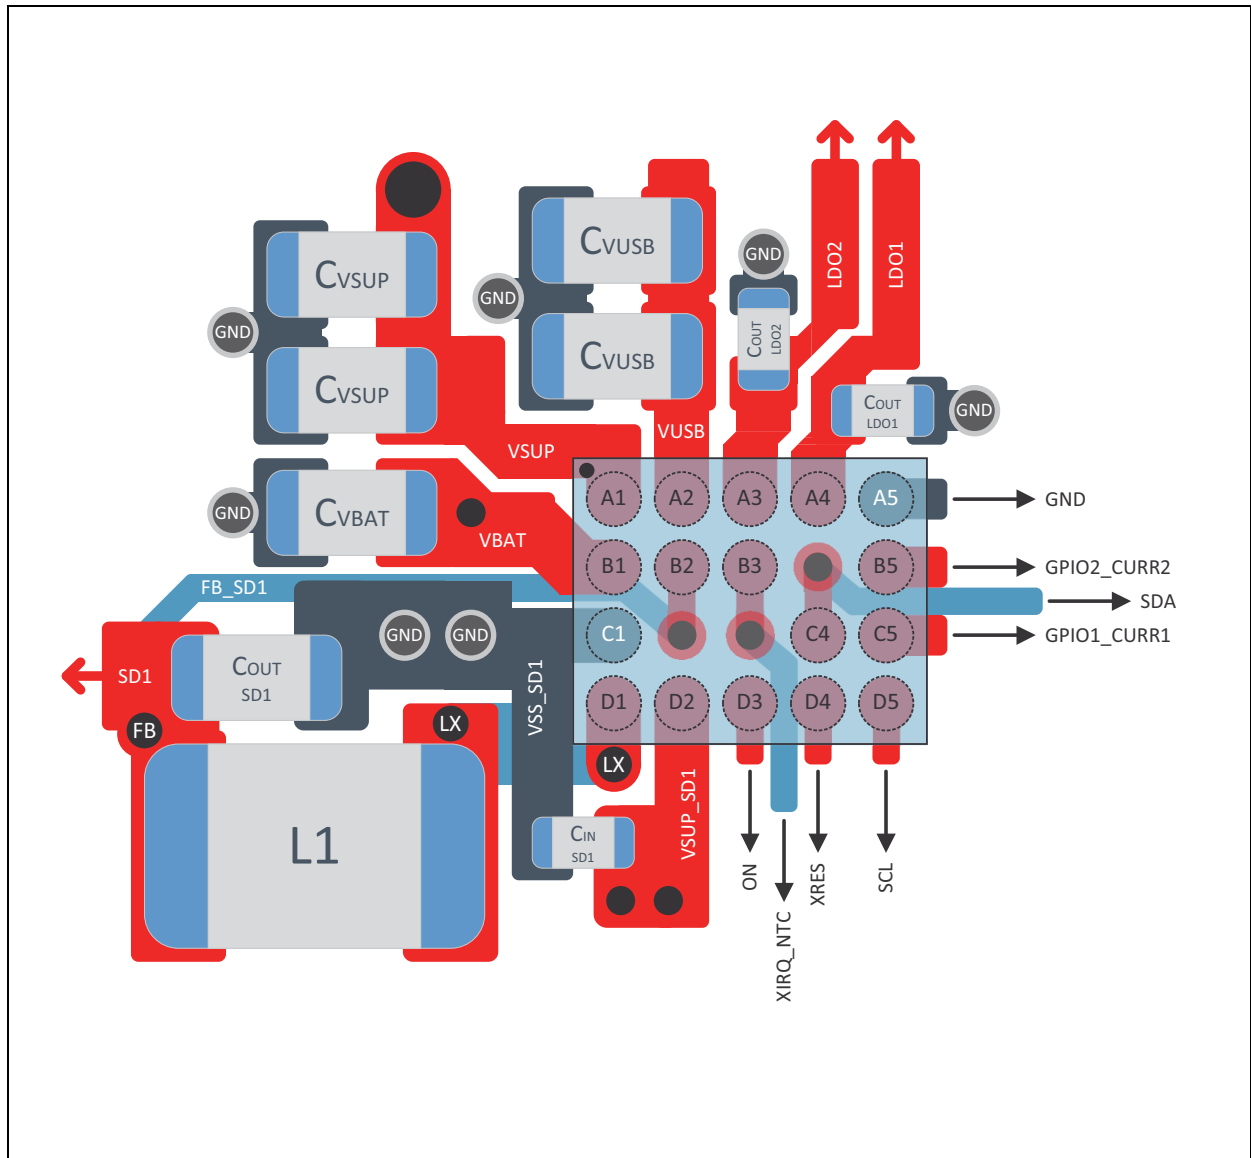 LDO2
LDO1
CVUSB
GND
CVSUP
GND
GND
COUT
LDO2
CVUSB
CVSUP
COUT
LDO1
GND
VUSB
VSUP
A1 A2 A3 A4 A5
GND
GND
CVBAT
VBAT
B1 B2 B3 B5
GPIO2_CURR2
FB_SD1
SDA
GND GND
C1 C4 C5
GPIO1_CURR1
SD1
COUT
SD1
VSS_SD1
D1 D2 D3 D4 D5
FB
LX
LX
VSUP_SD1
L1
CIN
SD1
ON
XIRQ_NTC
XRES
SCL